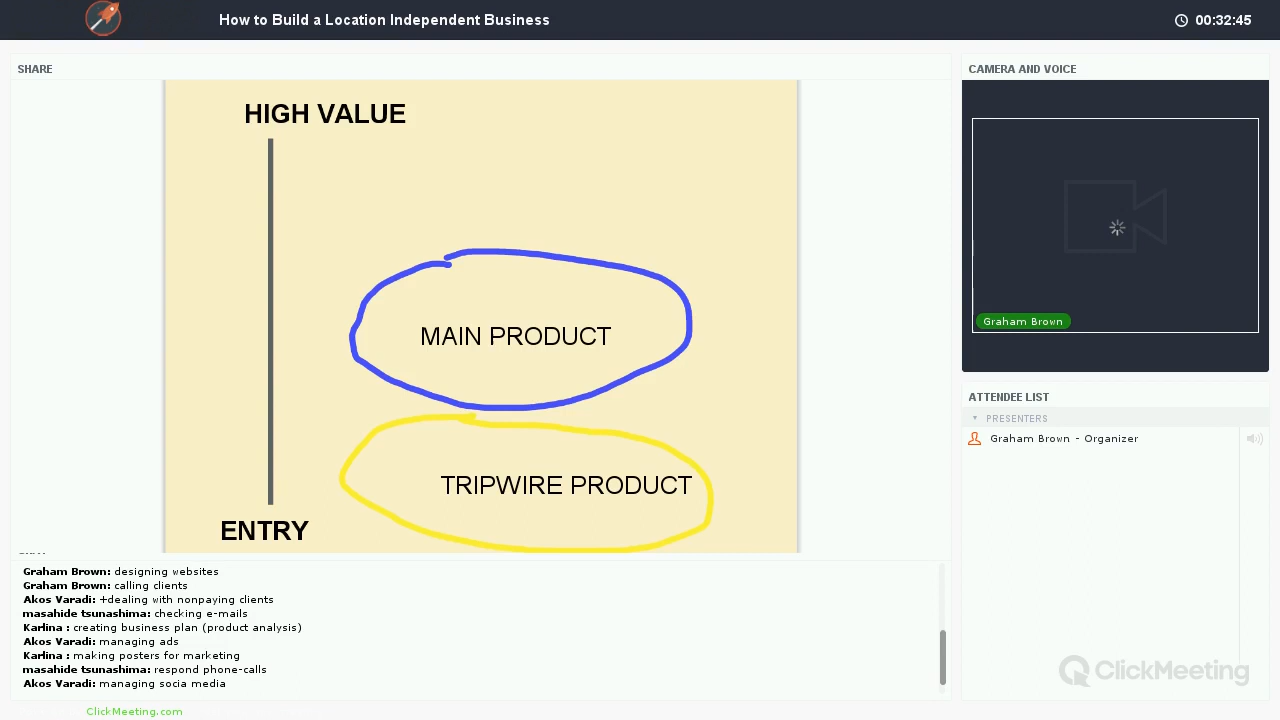 How to Build a Location Independent Business
00:32:45
SHARE
HIGH VALUE
MAIN PRODUCT
TRIPWIRE PRODUCT
ENTRY
Graham Brown: designing websites
Graham Brown: calling clients
Akos Varadi: +dealing with nonpaying clients
masahide tsunashima: checking e-mails
Karlina : creating business plan (product analysis)
Akos Varadi: managing ads
Karlina : making posters for marketing
masahide tsunashima: respond phone-calls
Akos Varadi: managing socia media
ClickMeeting.com
CAMERA AND VOICE
Graham Brown
ATTENDEE LIST
PRESENTERS
Graham Brown - Organizer
ClickMeeting